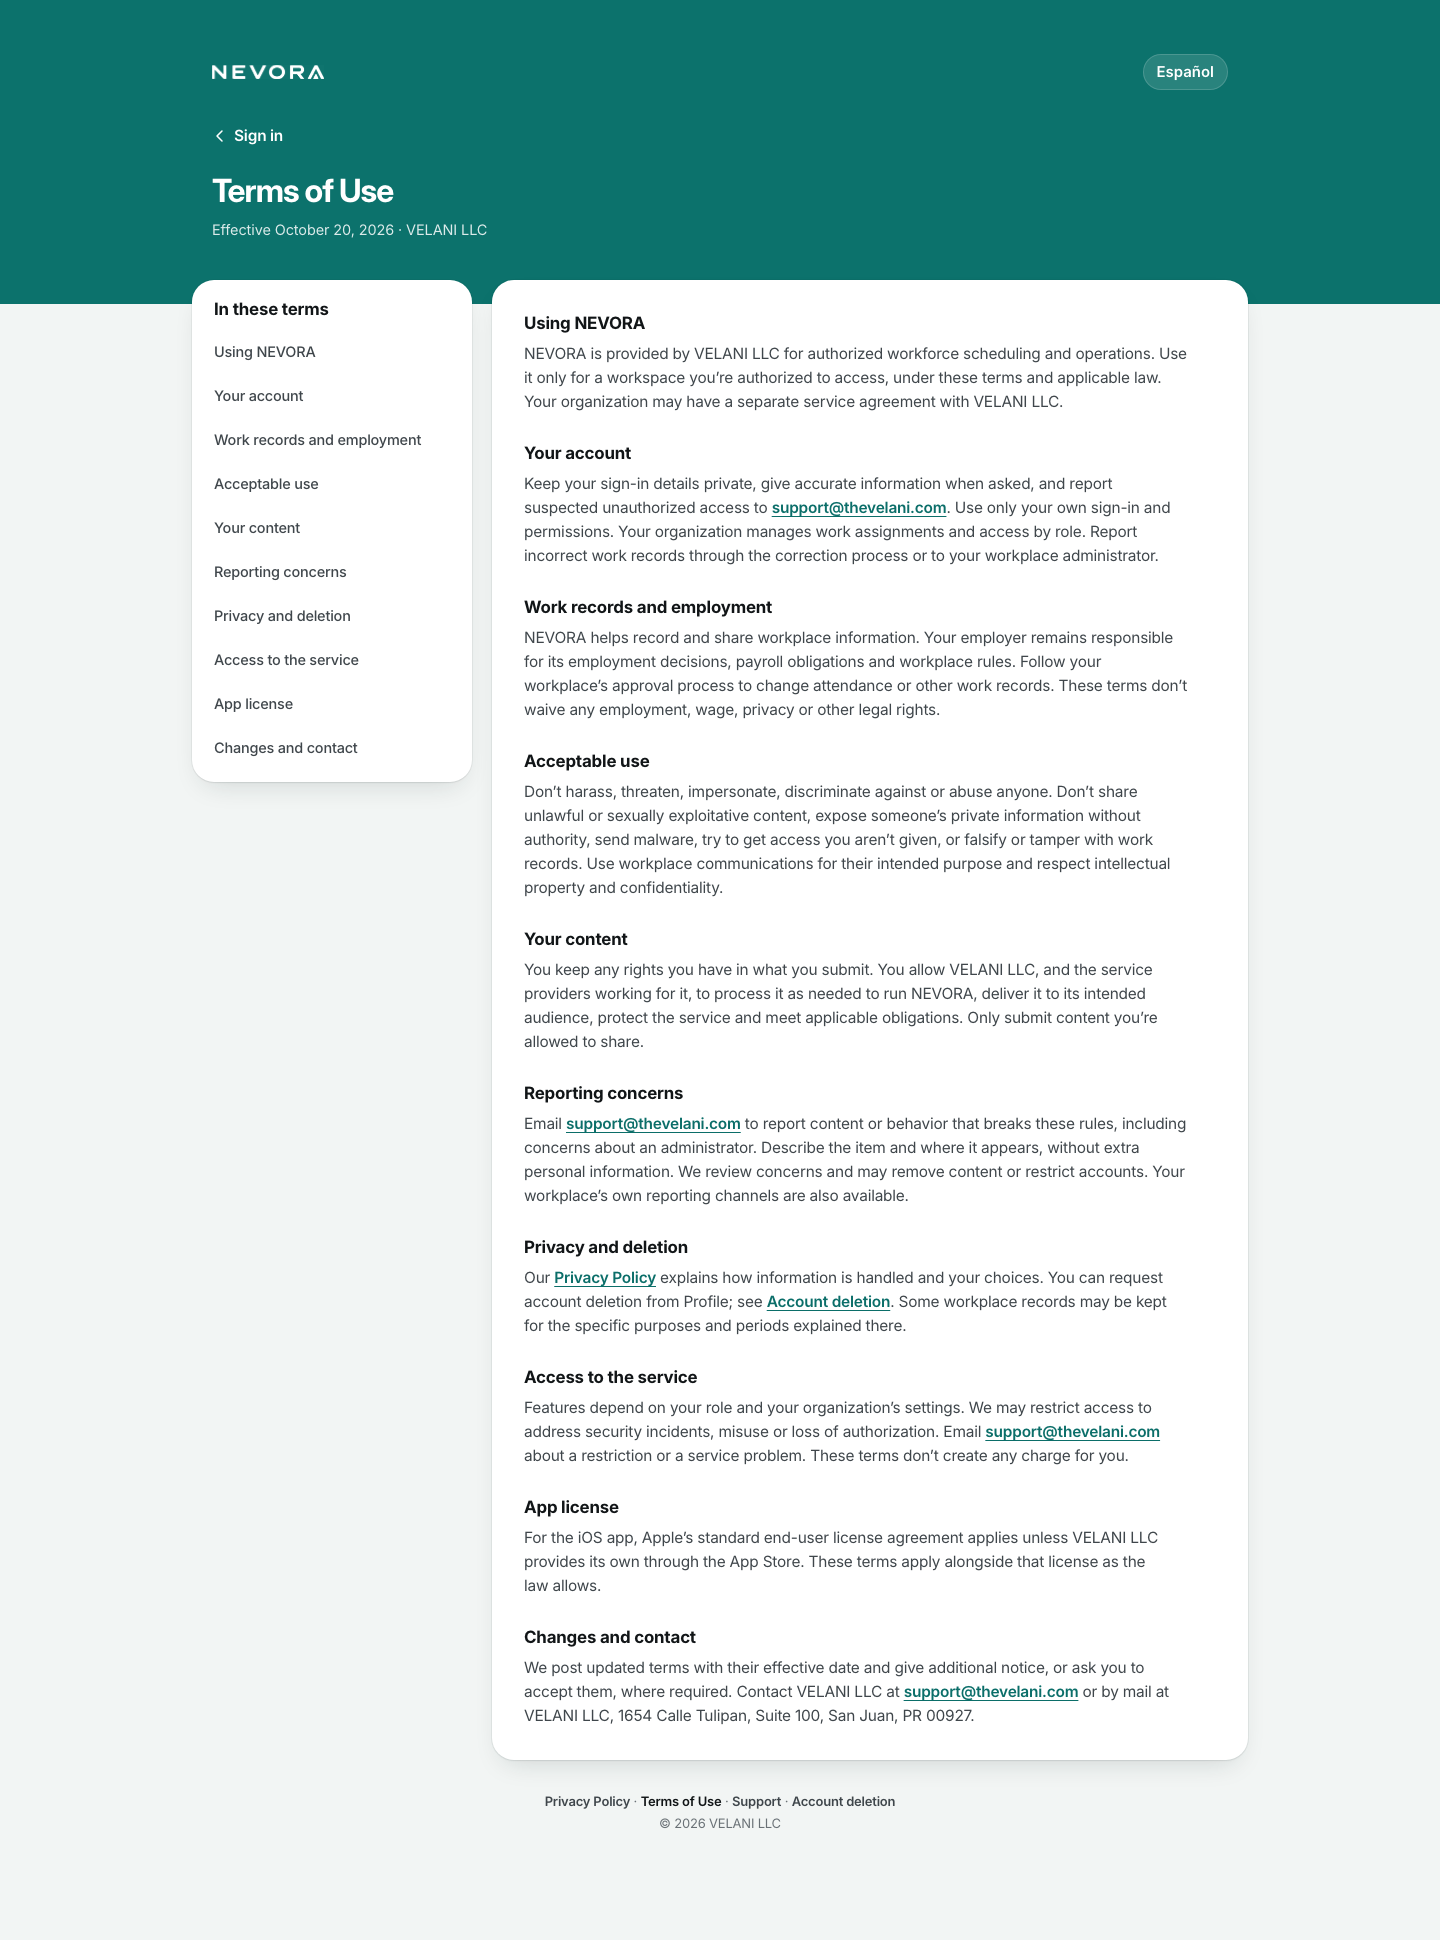 NEVORA
Español
Sign in
Terms of Use
Effective October 20, 2026 · VELANI LLC
In these terms
Using NEVORA
Your account
Work records and employment
Acceptable use
Your content
Reporting concerns
Privacy and deletion
Access to the service
App license
Changes and contact
Using NEVORA
NEVORA is provided by VELANI LLC for authorized workforce scheduling and operations. Use
it only for a workspace you’re authorized to access, under these terms and applicable law.
Your organization may have a separate service agreement with VELANI LLC.
Your account
Keep your sign-in details private, give accurate information when asked, and report
suspected unauthorized access to support@thevelani.com. Use only your own sign-in and
permissions. Your organization manages work assignments and access by role. Report
incorrect work records through the correction process or to your workplace administrator.
Work records and employment
NEVORA helps record and share workplace information. Your employer remains responsible
for its employment decisions, payroll obligations and workplace rules. Follow your
workplace’s approval process to change attendance or other work records. These terms don’t
waive any employment, wage, privacy or other legal rights.
Acceptable use
Don’t harass, threaten, impersonate, discriminate against or abuse anyone. Don’t share
unlawful or sexually exploitative content, expose someone’s private information without
authority, send malware, try to get access you aren’t given, or falsify or tamper with work
records. Use workplace communications for their intended purpose and respect intellectual
property and confidentiality.
Your content
You keep any rights you have in what you submit. You allow VELANI LLC, and the service
providers working for it, to process it as needed to run NEVORA, deliver it to its intended
audience, protect the service and meet applicable obligations. Only submit content you’re
allowed to share.
Reporting concerns
Email support@thevelani.com to report content or behavior that breaks these rules, including
concerns about an administrator. Describe the item and where it appears, without extra
personal information. We review concerns and may remove content or restrict accounts. Your
workplace’s own reporting channels are also available.
Privacy and deletion
Our Privacy Policy explains how information is handled and your choices. You can request
account deletion from Profile; see Account deletion. Some workplace records may be kept
for the specific purposes and periods explained there.
Access to the service
Features depend on your role and your organization’s settings. We may restrict access to
address security incidents, misuse or loss of authorization. Email support@thevelani.com
about a restriction or a service problem. These terms don’t create any charge for you.
App license
For the iOS app, Apple’s standard end-user license agreement applies unless VELANI LLC
provides its own through the App Store. These terms apply alongside that license as the
law allows.
Changes and contact
We post updated terms with their effective date and give additional notice, or ask you to
accept them, where required. Contact VELANI LLC at support@thevelani.com or by mail at
VELANI LLC, 1654 Calle Tulipan, Suite 100, San Juan, PR 00927.
Privacy Policy · Terms of Use · Support · Account deletion
© 2026 VELANI LLC